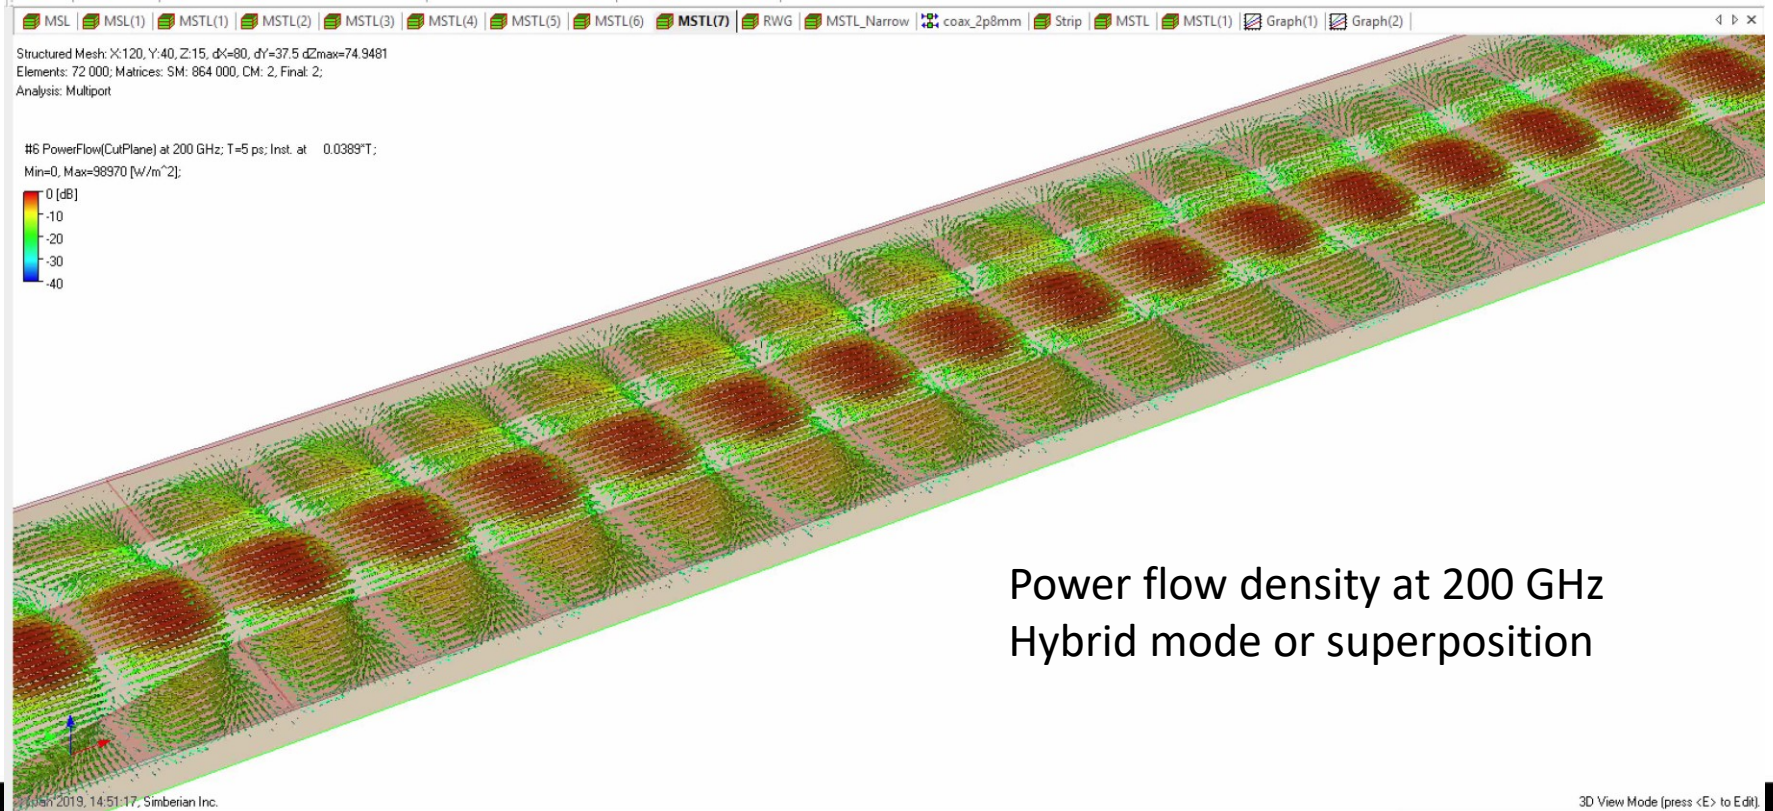 MSL MSL(1) MSTL(1) MSTL(2) MSTL(3) MSTL(4) MSTL(5) MSTL(6) MSTL(7) RWG MSTL_Narrow coax_2p8mm Strip MSTL MSTL(1) Graph(1) Graph(2)
Structured Mesh: X:120, Y:40, Z:15, dX=80, dY=37.5 dZmax=74.9481
Elements: 72 000; Matrices: SM: 864 000, CM: 2, Final: 2;
Analysis: Multiport
#6 PowerFlow(CutPlane) at 200 GHz; T=5 ps; Inst. at 0.0389*T;
Min=0, Max=98970 [W/m^2];
0 [dB]
-10
-20
-30
-40
Power flow density at 200 GHz
Hybrid mode or superposition
2019, 14:51:17, Simberian Inc.
3D View Mode (press <E> to Edit).